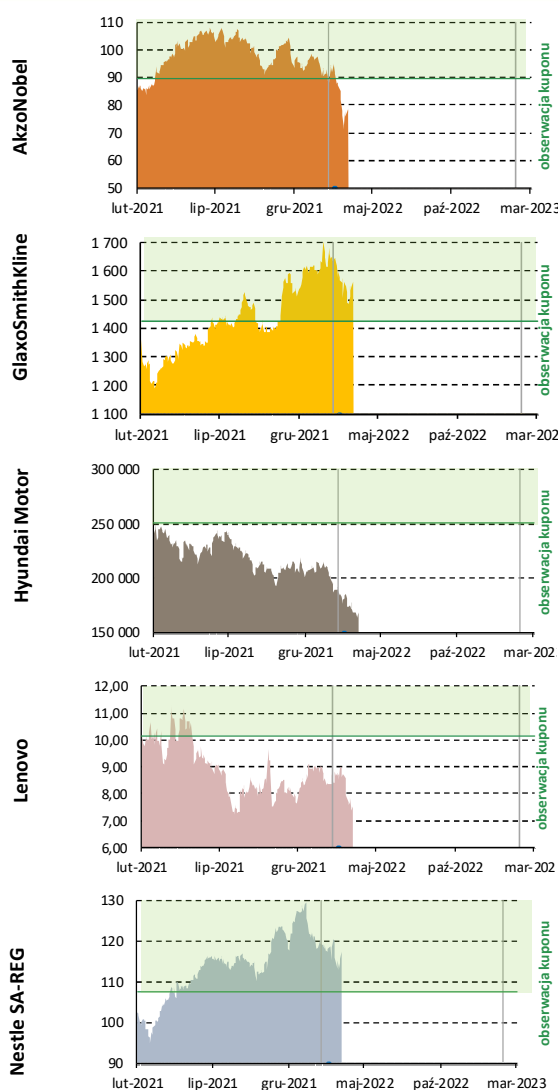 AkzoNobel
110
100
90
80
70
60
50
lut-2021 lip-2021 gru-2021 maj-2022 paź-2022 mar-2023
obserwacja kuponu
GlaxoSmithKline
1 700
1 600
1 500
1 400
1 300
1 200
1 100
lut-2021 lip-2021 gru-2021 maj-2022 paź-2022 mar-202
obserwacja kuponu
Hyundai Motor
300 000
250 000
200 000
150 000
lut-2021 lip-2021 gru-2021 maj-2022 paź-2022 mar-202
obserwacja kuponu
Lenovo
12,00
11,00
10,00
9,00
8,00
7,00
6,00
lut-2021 lip-2021 gru-2021 maj-2022 paź-2022 mar-202
obserwacja kuponu
Nestle SA-REG
130
120
110
100
90
lut-2021 lip-2021 gru-2021 maj-2022 paź-2022 mar-2023
obserwacja kuponu